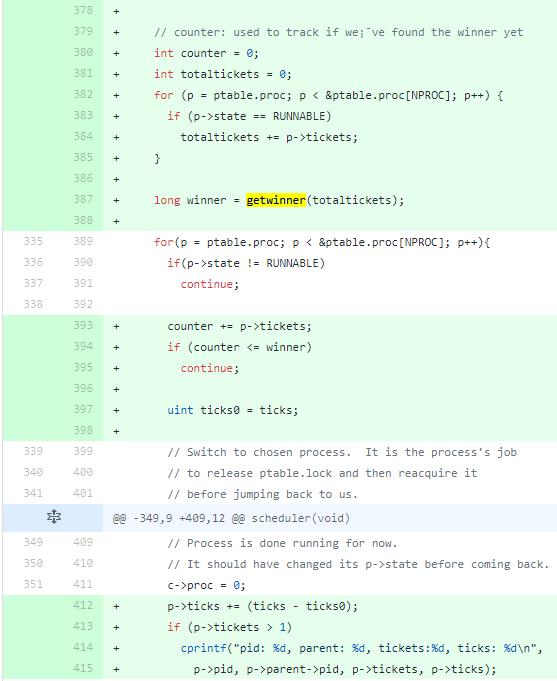 378 +
379 + // counter: used to track if we¡¯ve found the winner yet
380 + int counter = 0;
381 + int totaltickets = 0;
382 + for (p = ptable.proc; p < &ptable.proc[NPROC]; p++) {
383 + if (p->state == RUNNABLE)
384 + totaltickets += p->tickets;
385 + }
386 +
387 + long winner = getwinner(totaltickets);
388 +
335 389 for(p = ptable.proc; p < &ptable.proc[NPROC]; p++){
336 390 if(p->state != RUNNABLE)
337 391 continue;
338 392
393 + counter += p->tickets;
394 + if (counter <= winner)
395 + continue;
396 +
397 + uint ticks0 = ticks;
398 +
339 399 // Switch to chosen process. It is the process's job
340 400 // to release ptable.lock and then reacquire it
341 401 // before jumping back to us.
@@ -349,9 +409,12 @@ scheduler(void)
349 409 // Process is done running for now.
350 410 // It should have changed its p->state before coming back.
351 411 c->proc = 0;
412 + p->ticks += (ticks - ticks0);
413 + if (p->tickets > 1)
414 + cprintf("pid: %d, parent: %d, tickets:%d, ticks: %d\n",
415 + p->pid, p->parent->pid, p->tickets, p->ticks);